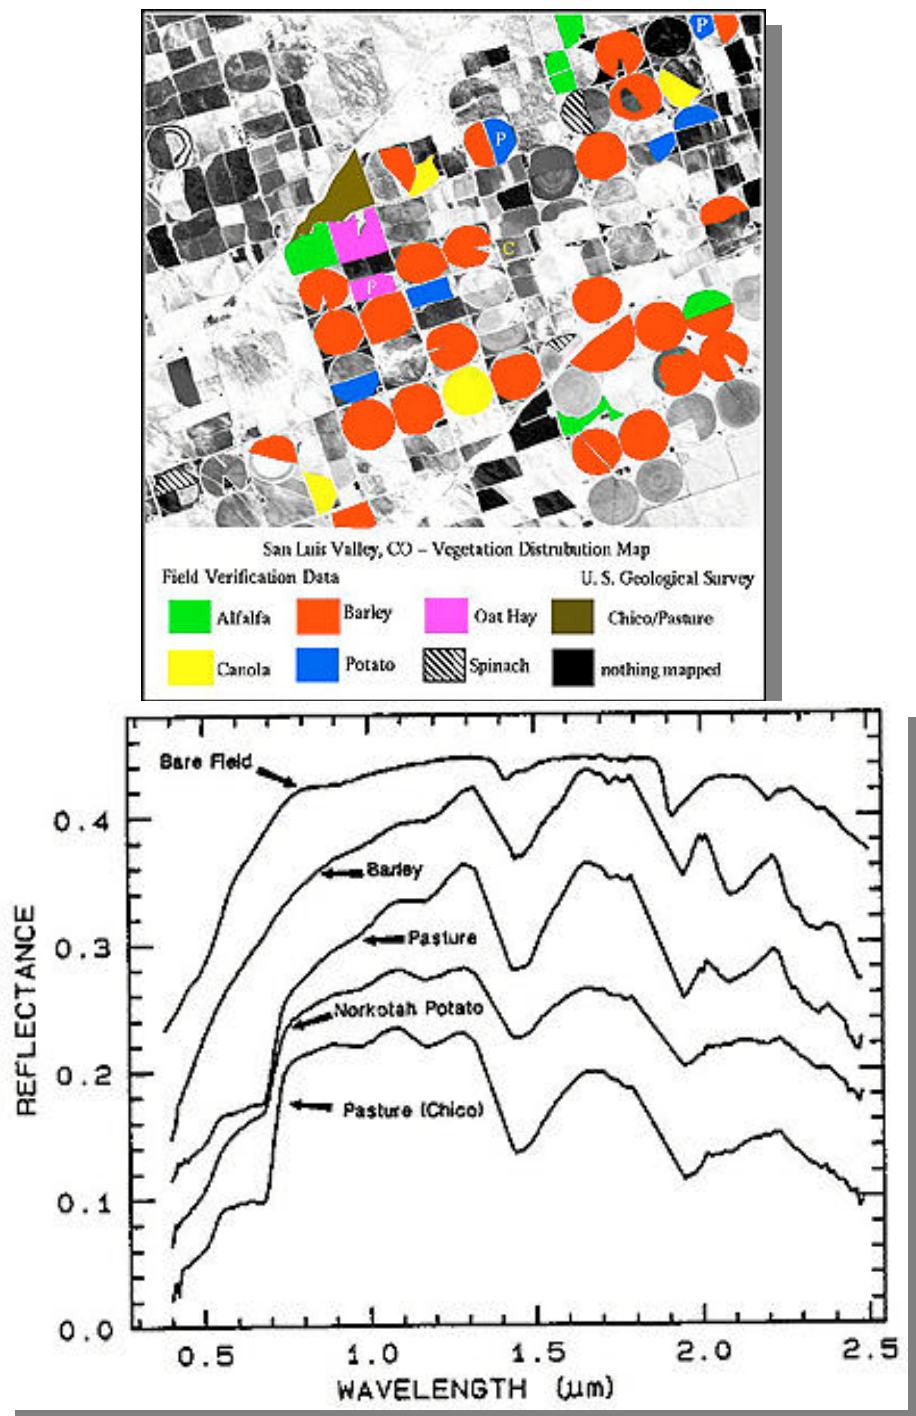 P
P
C
P
A
San Luis Valley, CO – Vegetation Distrubution Map
Field Verification Data
U. S. Geological Survey
Alfalfa
Barley
Oat Hay
Chico/Pasture
Canola
Potato
Spinach
nothing mapped
Bare Field
Barley
Pasture
Norkotah Potato
Pasture (Chico)
REFLECTANCE
0.4
0.3
0.2
0.1
0.0
0.5
1.0
1.5
2.0
2.5
WAVELENGTH (μm)